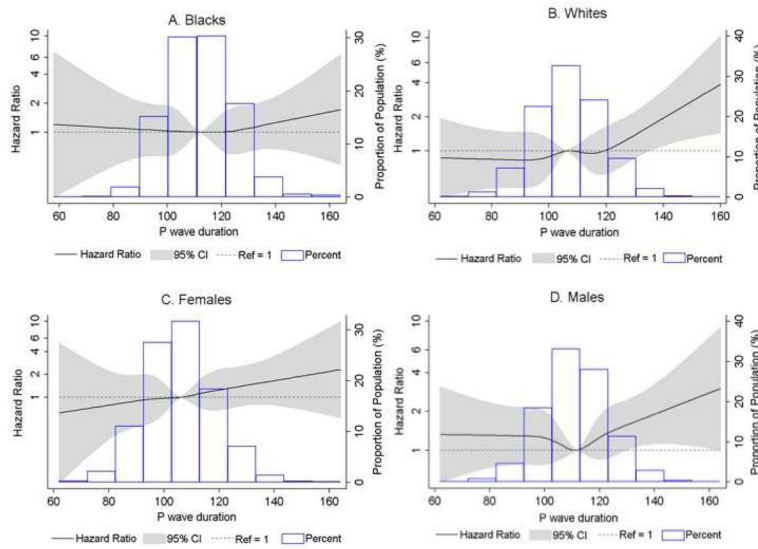 A. Blacks
10
6
4
2
1
Hazard Ratio
30
20
10
0
Proportion of Population (%)
60 80 100 120 140 160
P wave duration
Hazard Ratio 95% CI Ref = 1 Percent
B. Whites
10
6
4
2
1
Hazard Ratio
40
30
20
10
0
Proportion of Population (%)
60 80 100 120 140 160
P wave duration
Hazard Ratio 95% CI Ref = 1 Percent
C. Females
10
6
4
2
1
Hazard Ratio
30
20
10
0
Proportion of Population (%)
60 80 100 120 140 160
P wave duration
Hazard Ratio 95% CI Ref = 1 Percent
D. Males
10
6
4
2
1
Hazard Ratio
40
30
20
10
0
Proportion of Population (%)
60 80 100 120 140 160
P wave duration
Hazard Ratio 95% CI Ref = 1 Percent